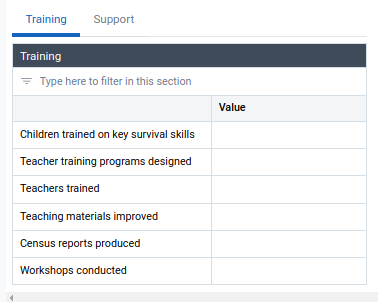 Training Support
Training
Type here to filter in this section
Value
Children trained on key survival skills
Teacher training programs designed
Teachers trained
Teaching materials improved
Census reports produced
Workshops conducted